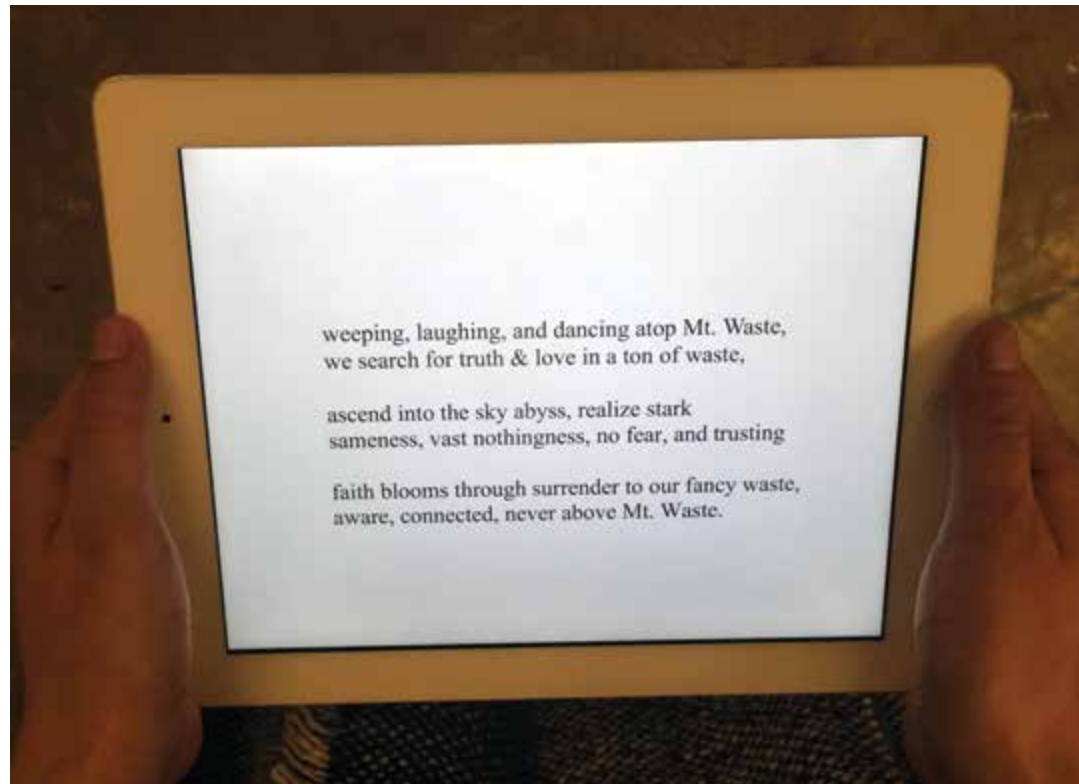 weeping, laughing, and dancing atop Mt. Waste,
we search for truth & love in a ton of waste,
ascend into the sky abyss, realize stark
sameness, vast nothingness, no fear, and trusting
faith blooms through surrender to our fancy waste,
aware, connected, never above Mt. Waste.